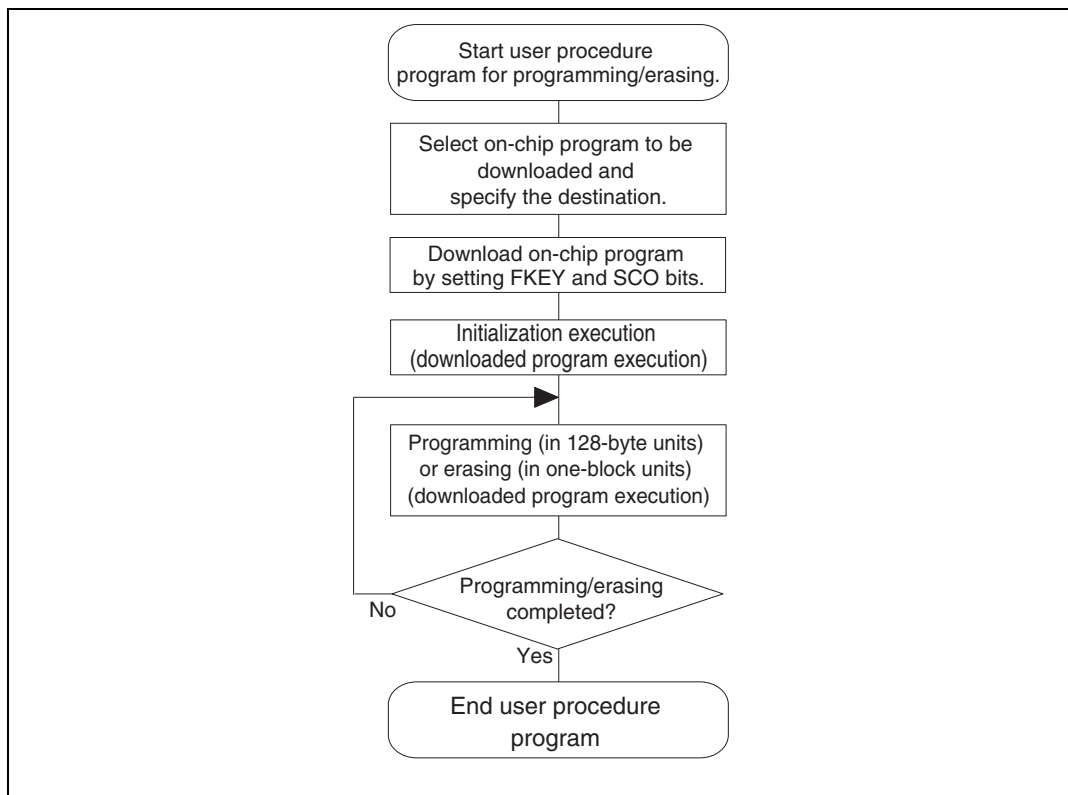 Start user procedure
program for programming/erasing.
Select on-chip program to be
downloaded and
specify the destination.
Download on-chip program
by setting FKEY and SCO bits.
Initialization execution
(downloaded program execution)
Programming (in 128-byte units)
or erasing (in one-block units)
(downloaded program execution)
Programming/erasing
completed?
No
Yes
End user procedure
program